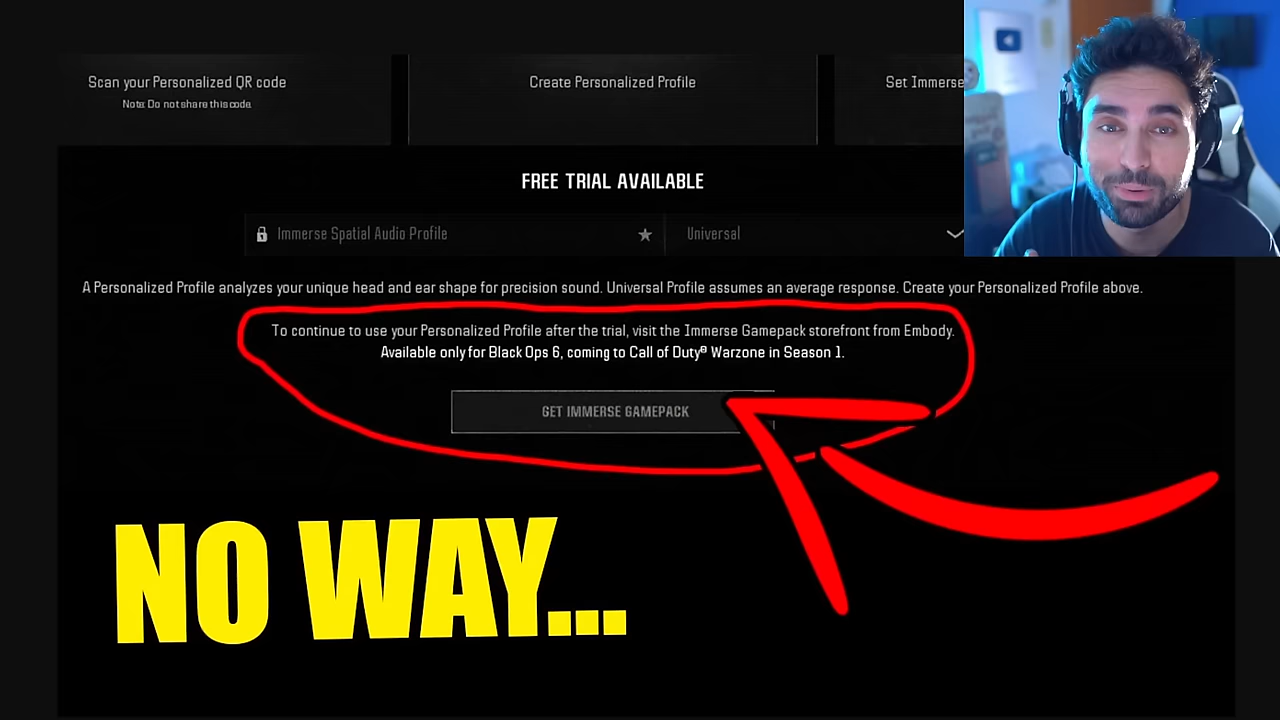 Scan your Personalized QR code
Note: Do not share this code.
Create Personalized Profile
Set Immerse
FREE TRIAL AVAILABLE
Immerse Spatial Audio Profile
Universal
A Personalized Profile analyzes your unique head and ear shape for precision sound. Universal Profile assumes an average response. Create your Personalized Profile above.
To continue to use your Personalized Profile after the trial, visit the Immerse Gamepack storefront from Embody.
Available only for Black Ops 6, coming to Call of Duty® Warzone in Season 1.
GET IMMERSE GAMEPACK
NO WAY...